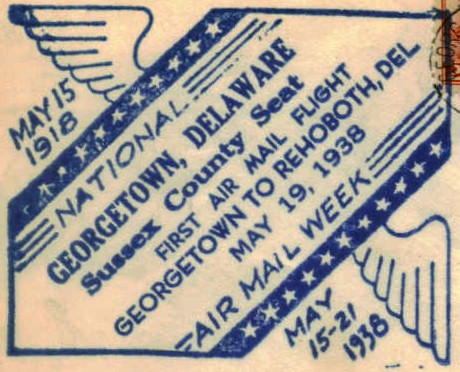 MAY 15
1918
NATIONAL
GEORGETOWN, DELAWARE
Sussex County Seat
FIRST AIR MAIL FLIGHT
GEORGETOWN TO REHOBOTH, DEL.
MAY 19, 1938
AIR MAIL WEEK
MAY
15-21
1938